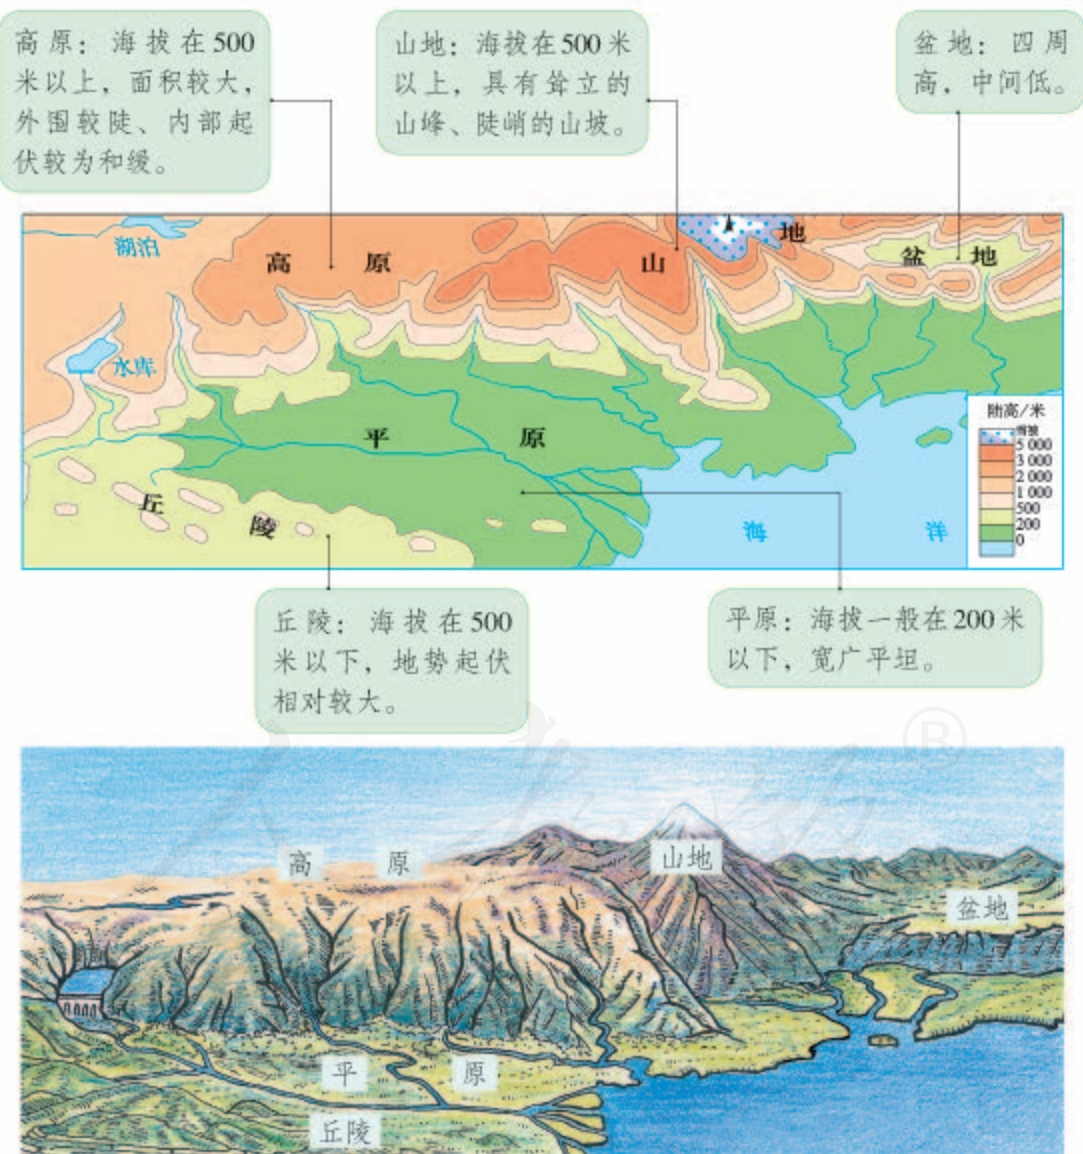 高原：海拔在500
米以上，面积较大，
外围较陡、内部起
伏较为和缓。
山地：海拔在500米
以上，具有耸立的
山峰、陡峭的山坡。
盆地：四周
高，中间低。
湖泊
高原
山地
盆地
水库
平原
丘陵
海洋
陆高/米
雪被
5 000
3 000
2 000
1 000
500
200
0
丘陵：海拔在500
米以下，地势起伏
相对较大。
平原：海拔一般在200米
以下，宽广平坦。
®
高原
山地
盆地
平原
丘陵